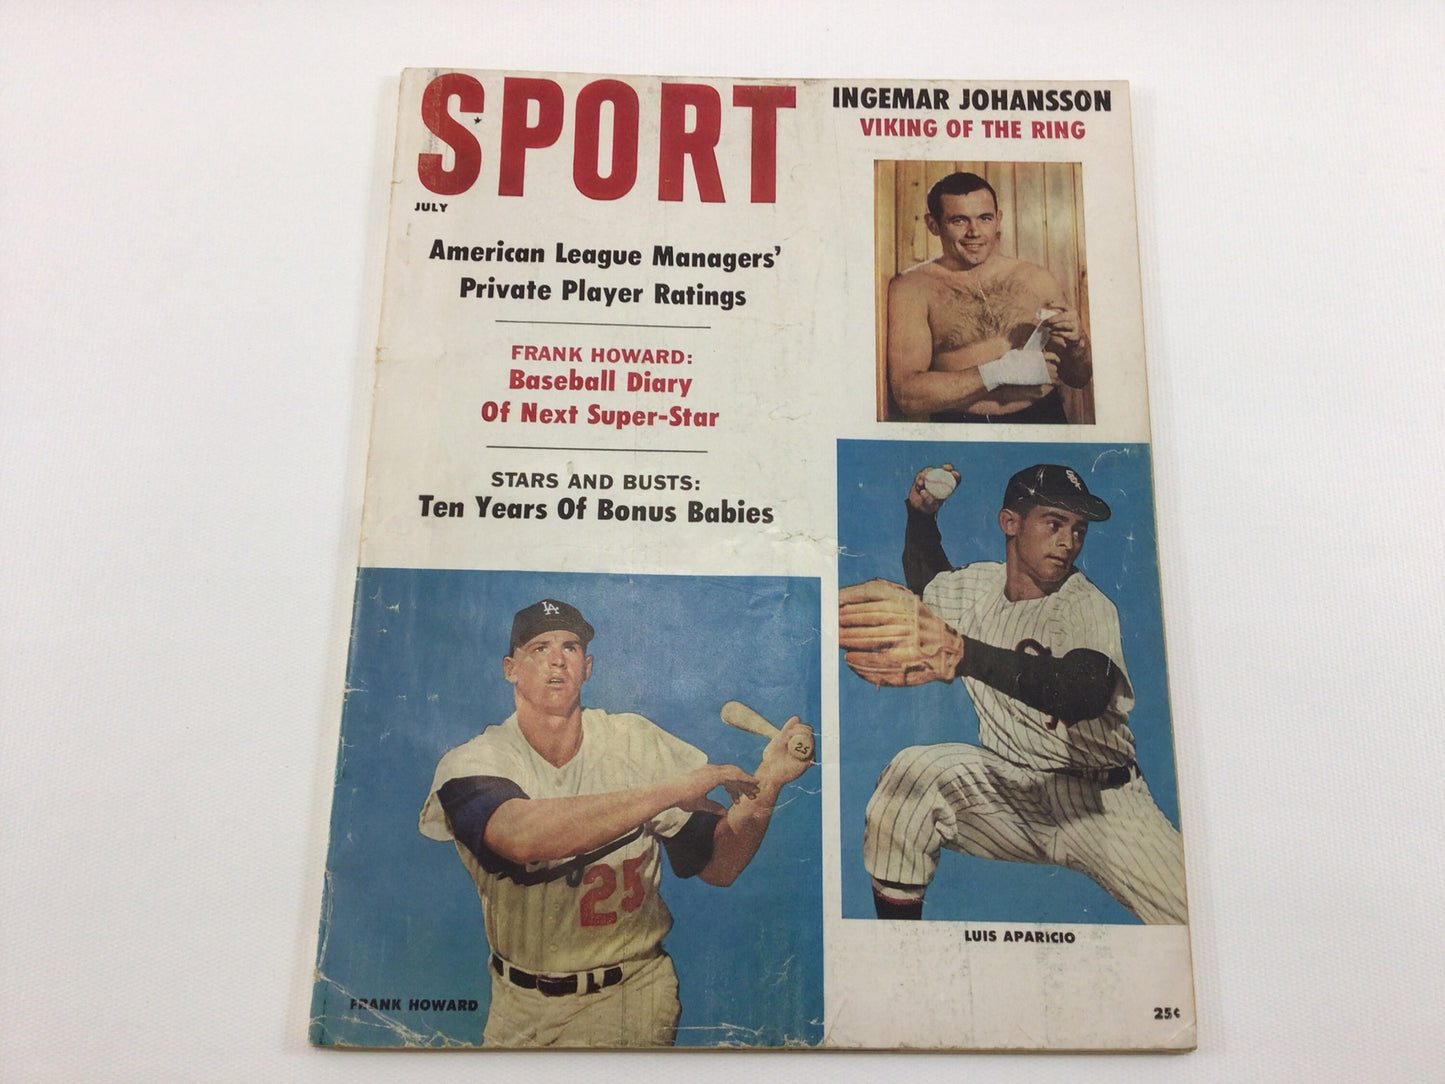 SPORT
JULY
American League Managers'
Private Player Ratings
FRANK HOWARD:
Baseball Diary
Of Next Super-Star
STARS AND BUSTS:
Ten Years Of Bonus Babies
INGEMAR JOHANSSON
VIKING OF THE RING
SOX
LA
25
25
FRANK HOWARD
LUIS APARICIO
25¢